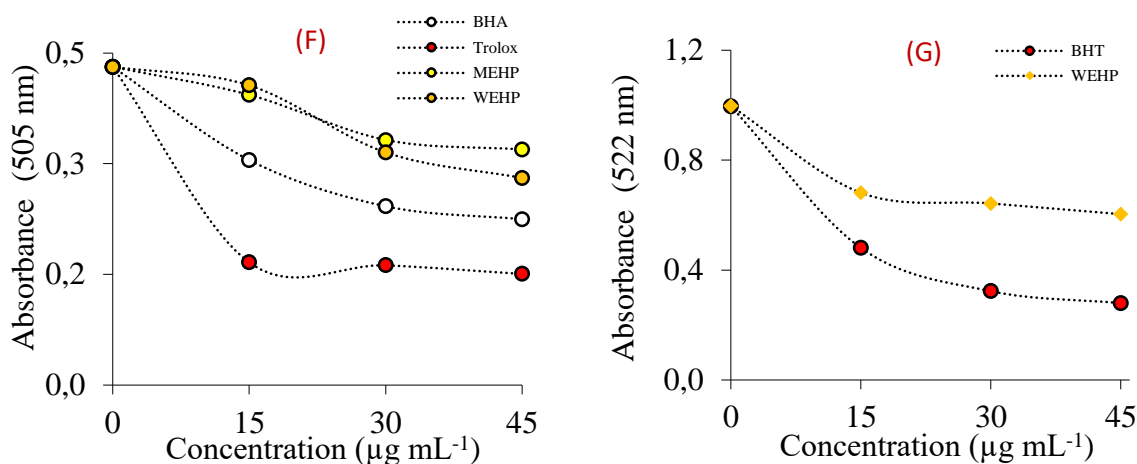 (F)
BHA
Trolox
MEHP
WEHP
Absorbance (505 nm)
0.5
0.3
0.2
0.0
0 15 30 45
Concentration (µg mL⁻¹)
(G)
BHT
WEHP
Absorbance (522 nm)
1,2
0,8
0,4
0,0
0 15 30 45
Concentration (µg mL⁻¹)